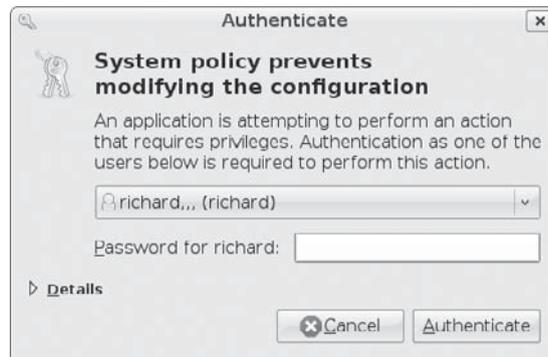 Authenticate
System policy prevents
modifying the configuration
An application is attempting to perform an action
that requires privileges. Authentication as one of the
users below is required to perform this action.
richard,,, (richard)
Password for richard:
Details
Cancel
Authenticate